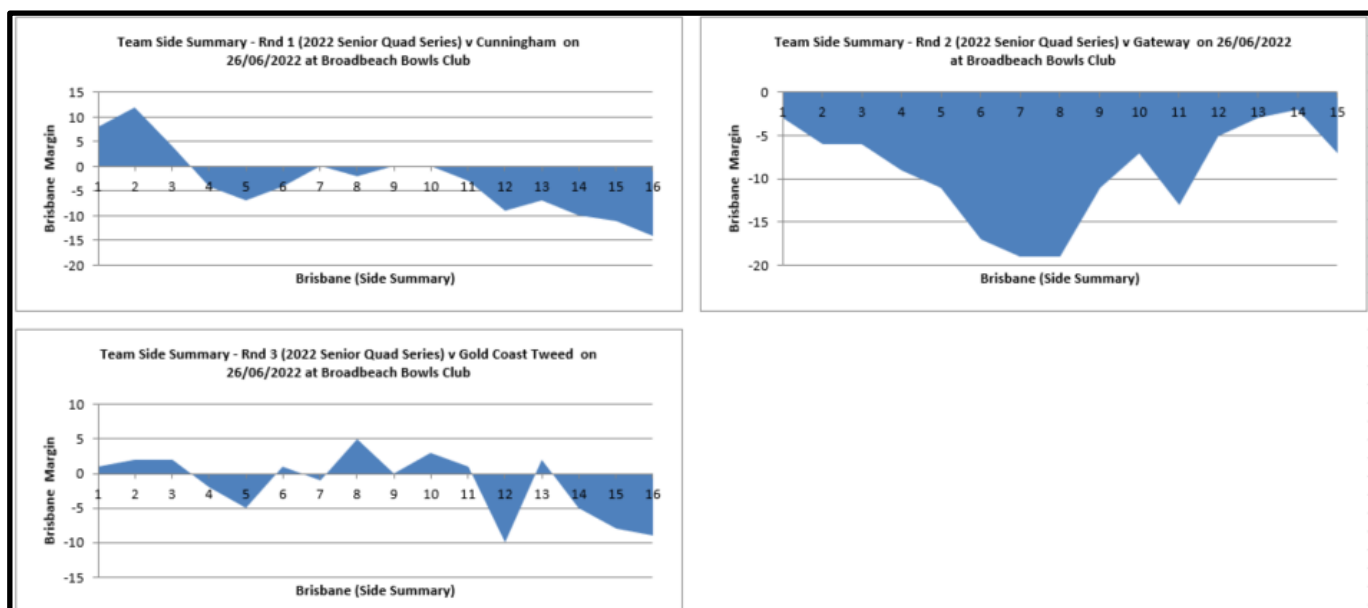 Team Side Summary - Rnd 1 (2022 Senior Quad Series) v Cunningham on
26/06/2022 at Broadbeach Bowls Club
Brisbane Margin
15
10
5
0
-5
-10
-15
-20
1 2 3 4 5 6 7 8 9 10 11 12 13 14 15 16
Brisbane (Side Summary)
Team Side Summary - Rnd 2 (2022 Senior Quad Series) v Gateway on 26/06/2022
at Broadbeach Bowls Club
Brisbane Margin
0
-5
-10
-15
-20
1 2 3 4 5 6 7 8 9 10 11 12 13 14 15
Brisbane (Side Summary)
Team Side Summary - Rnd 3 (2022 Senior Quad Series) v Gold Coast Tweed on
26/06/2022 at Broadbeach Bowls Club
Brisbane Margin
10
5
0
-5
-10
-15
1 2 3 4 5 6 7 8 9 10 11 12 13 14 15 16
Brisbane (Side Summary)